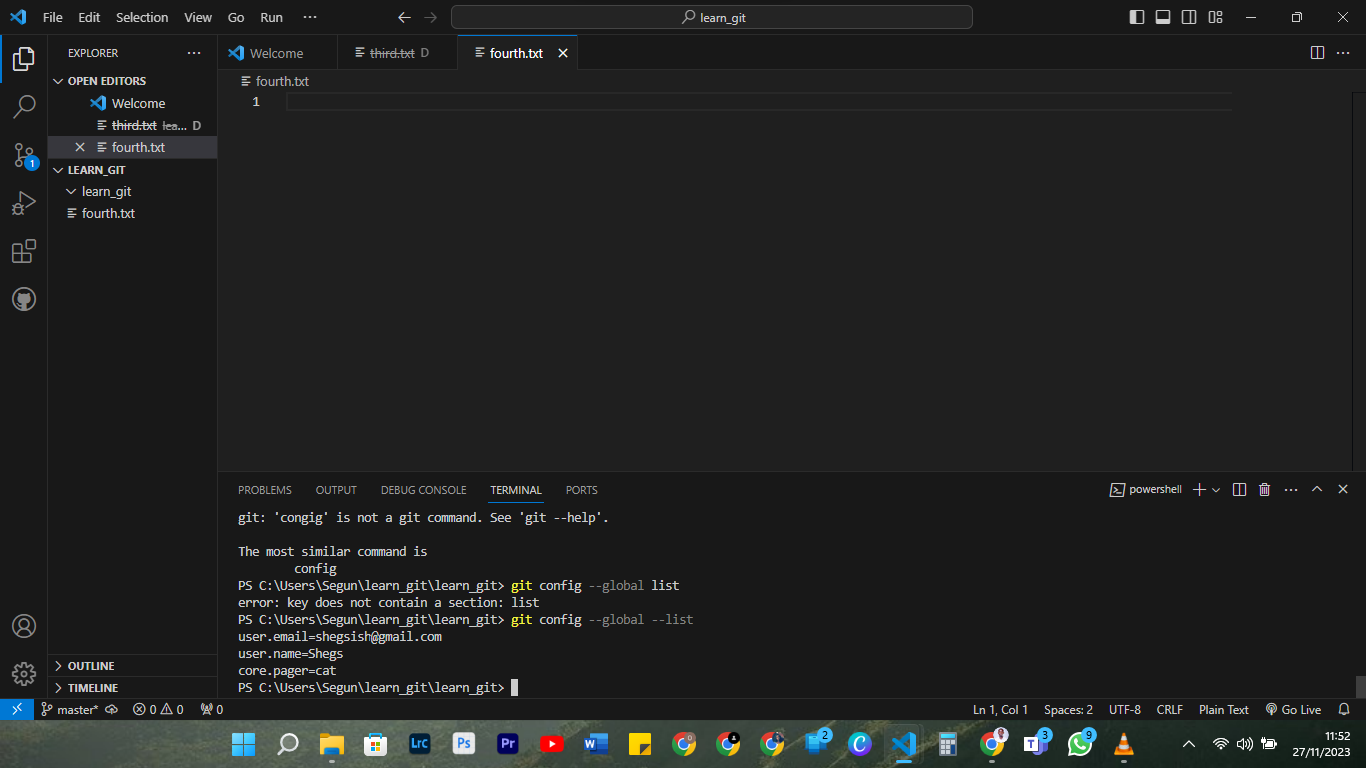 File Edit Selection View Go Run ··· learn_git
EXPLORER ···
OPEN EDITORS
Welcome
third.txt lea... D
fourth.txt
LEARN_GIT
learn_git
fourth.txt
OUTLINE
TIMELINE
Welcome third.txt D fourth.txt
fourth.txt
1
PROBLEMS OUTPUT DEBUG CONSOLE TERMINAL PORTS powershell
git: 'congig' is not a git command. See 'git --help'.
The most similar command is
config
PS C:\Users\Segun\learn_git\learn_git> git config --global list
error: key does not contain a section: list
PS C:\Users\Segun\learn_git\learn_git> git config --global --list
user.email=shegsish@gmail.com
user.name=Shegs
core.pager=cat
PS C:\Users\Segun\learn_git\learn_git>
1
master* 0 0 0 Ln 1, Col 1 Spaces: 2 UTF-8 CRLF Plain Text Go Live
Lrc Ps Pr W 2 C T 3 9
11:52
27/11/2023